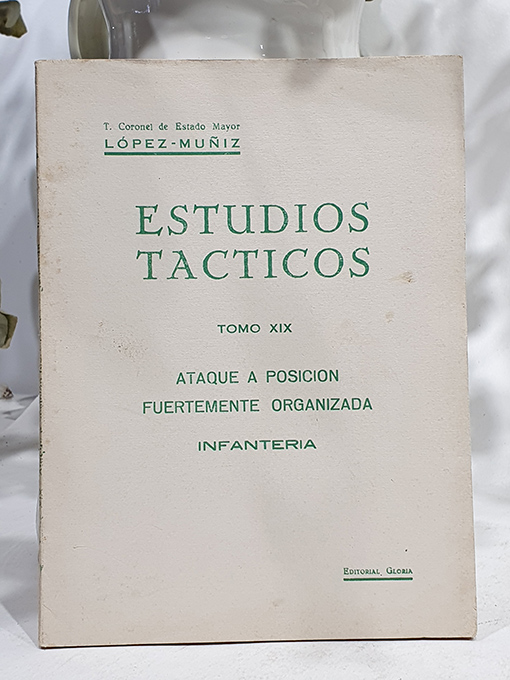 T. Coronel de Estado Mayor
LÓPEZ-MUÑIZ
ESTUDIOS
TACTICOS
TOMO XIX
ATAQUE A POSICION
FUERTEMENTE ORGANIZADA
INFANTERIA
EDITORIAL GLORIA